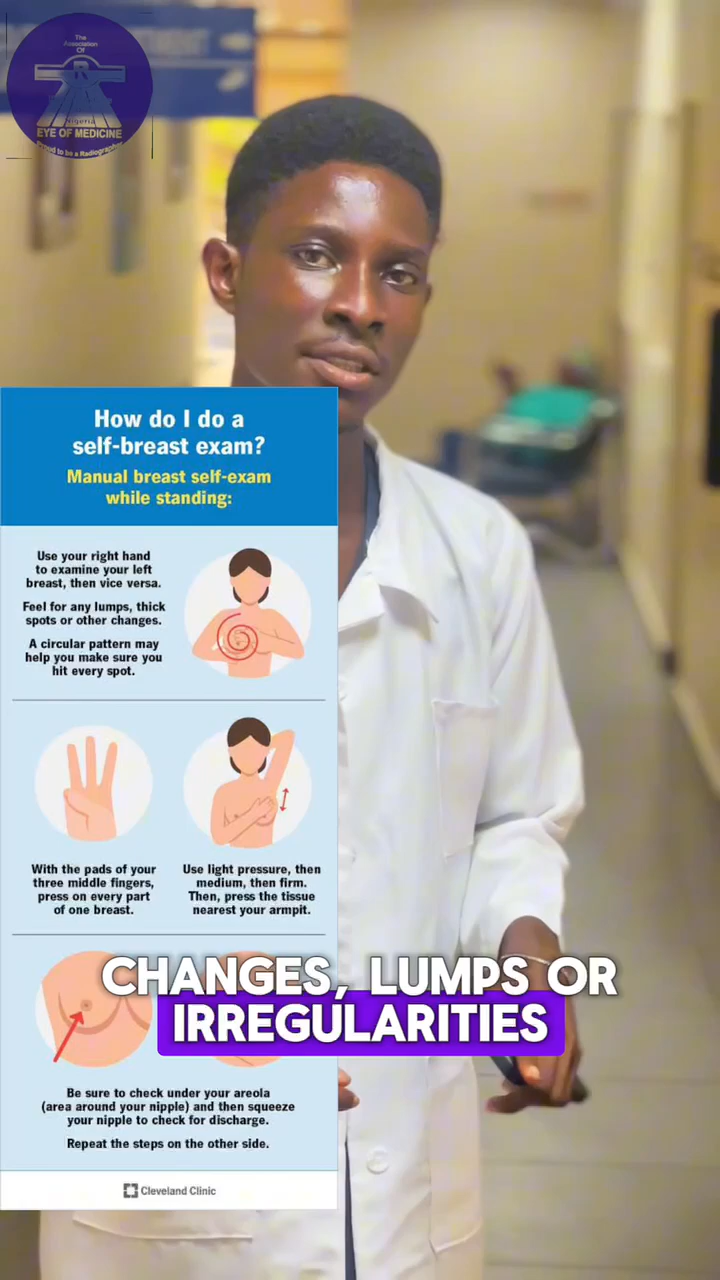 The
Association
Of
R
Nigeria
EYE OF MEDICINE
Proud to be a Radiographer
How do I do a
self-breast exam?
Manual breast self-exam
while standing:
Use your right hand
to examine your left
breast, then vice versa.
Feel for any lumps, thick
spots or other changes.
A circular pattern may
help you make sure you
hit every spot.
With the pads of your
three middle fingers,
press on every part
of one breast.
Use light pressure, then
medium, then firm.
Then, press the tissue
nearest your armpit.
CHANGES, LUMPS OR
IRREGULARITIES
Be sure to check under your areola
(area around your nipple) and then squeeze
your nipple to check for discharge.
Repeat the steps on the other side.
Cleveland Clinic